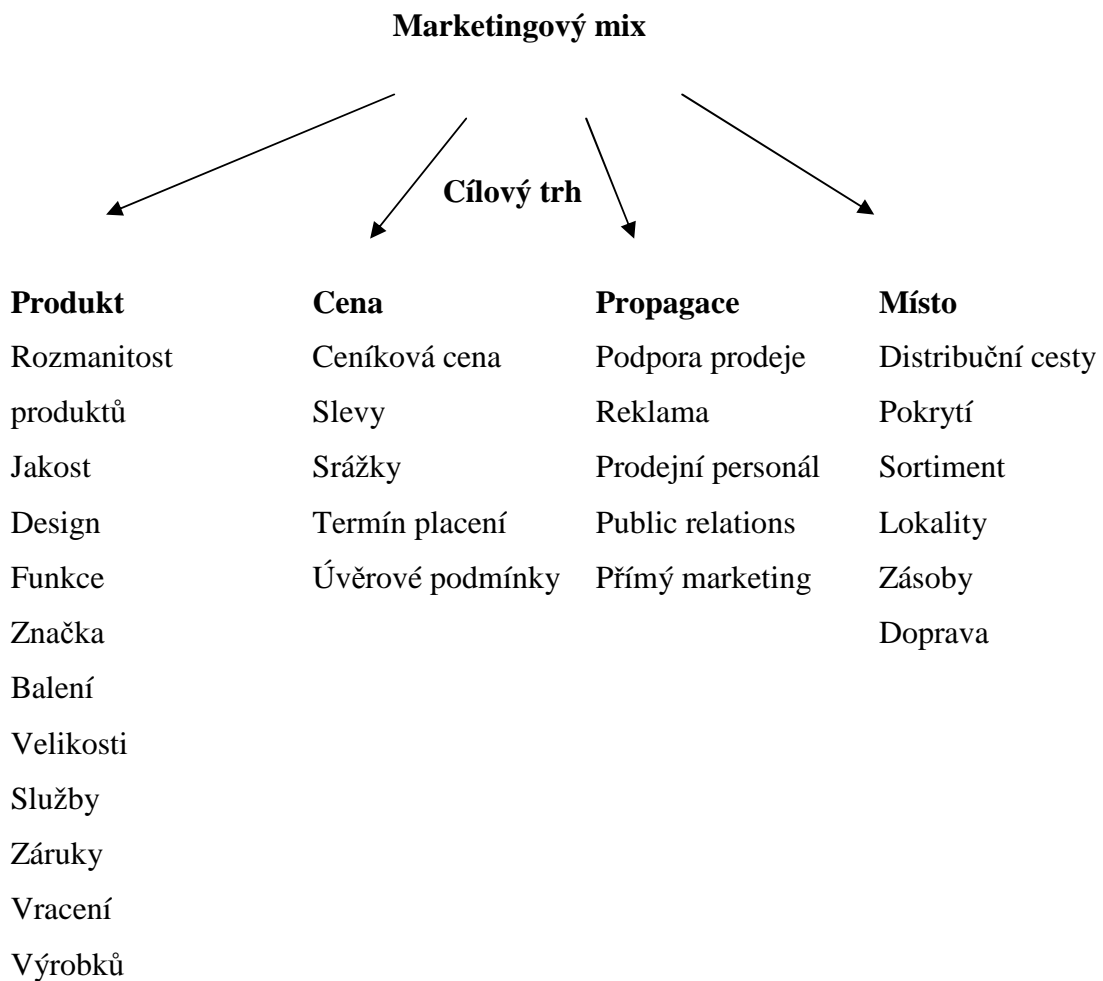 Marketingový mix
Cílový trh
Produkt
Rozmanitost
produktů
Jakost
Design
Funkce
Značka
Balení
Velikosti
Služby
Záruky
Vracení
Výrobků
Cena
Ceníková cena
Slevy
Srážky
Termín placení
Úvěrové podmínky
Propagace
Podpora prodeje
Reklama
Prodejní personál
Public relations
Přímý marketing
Místo
Distribuční cesty
Pokrytí
Sortiment
Lokality
Zásoby
Doprava